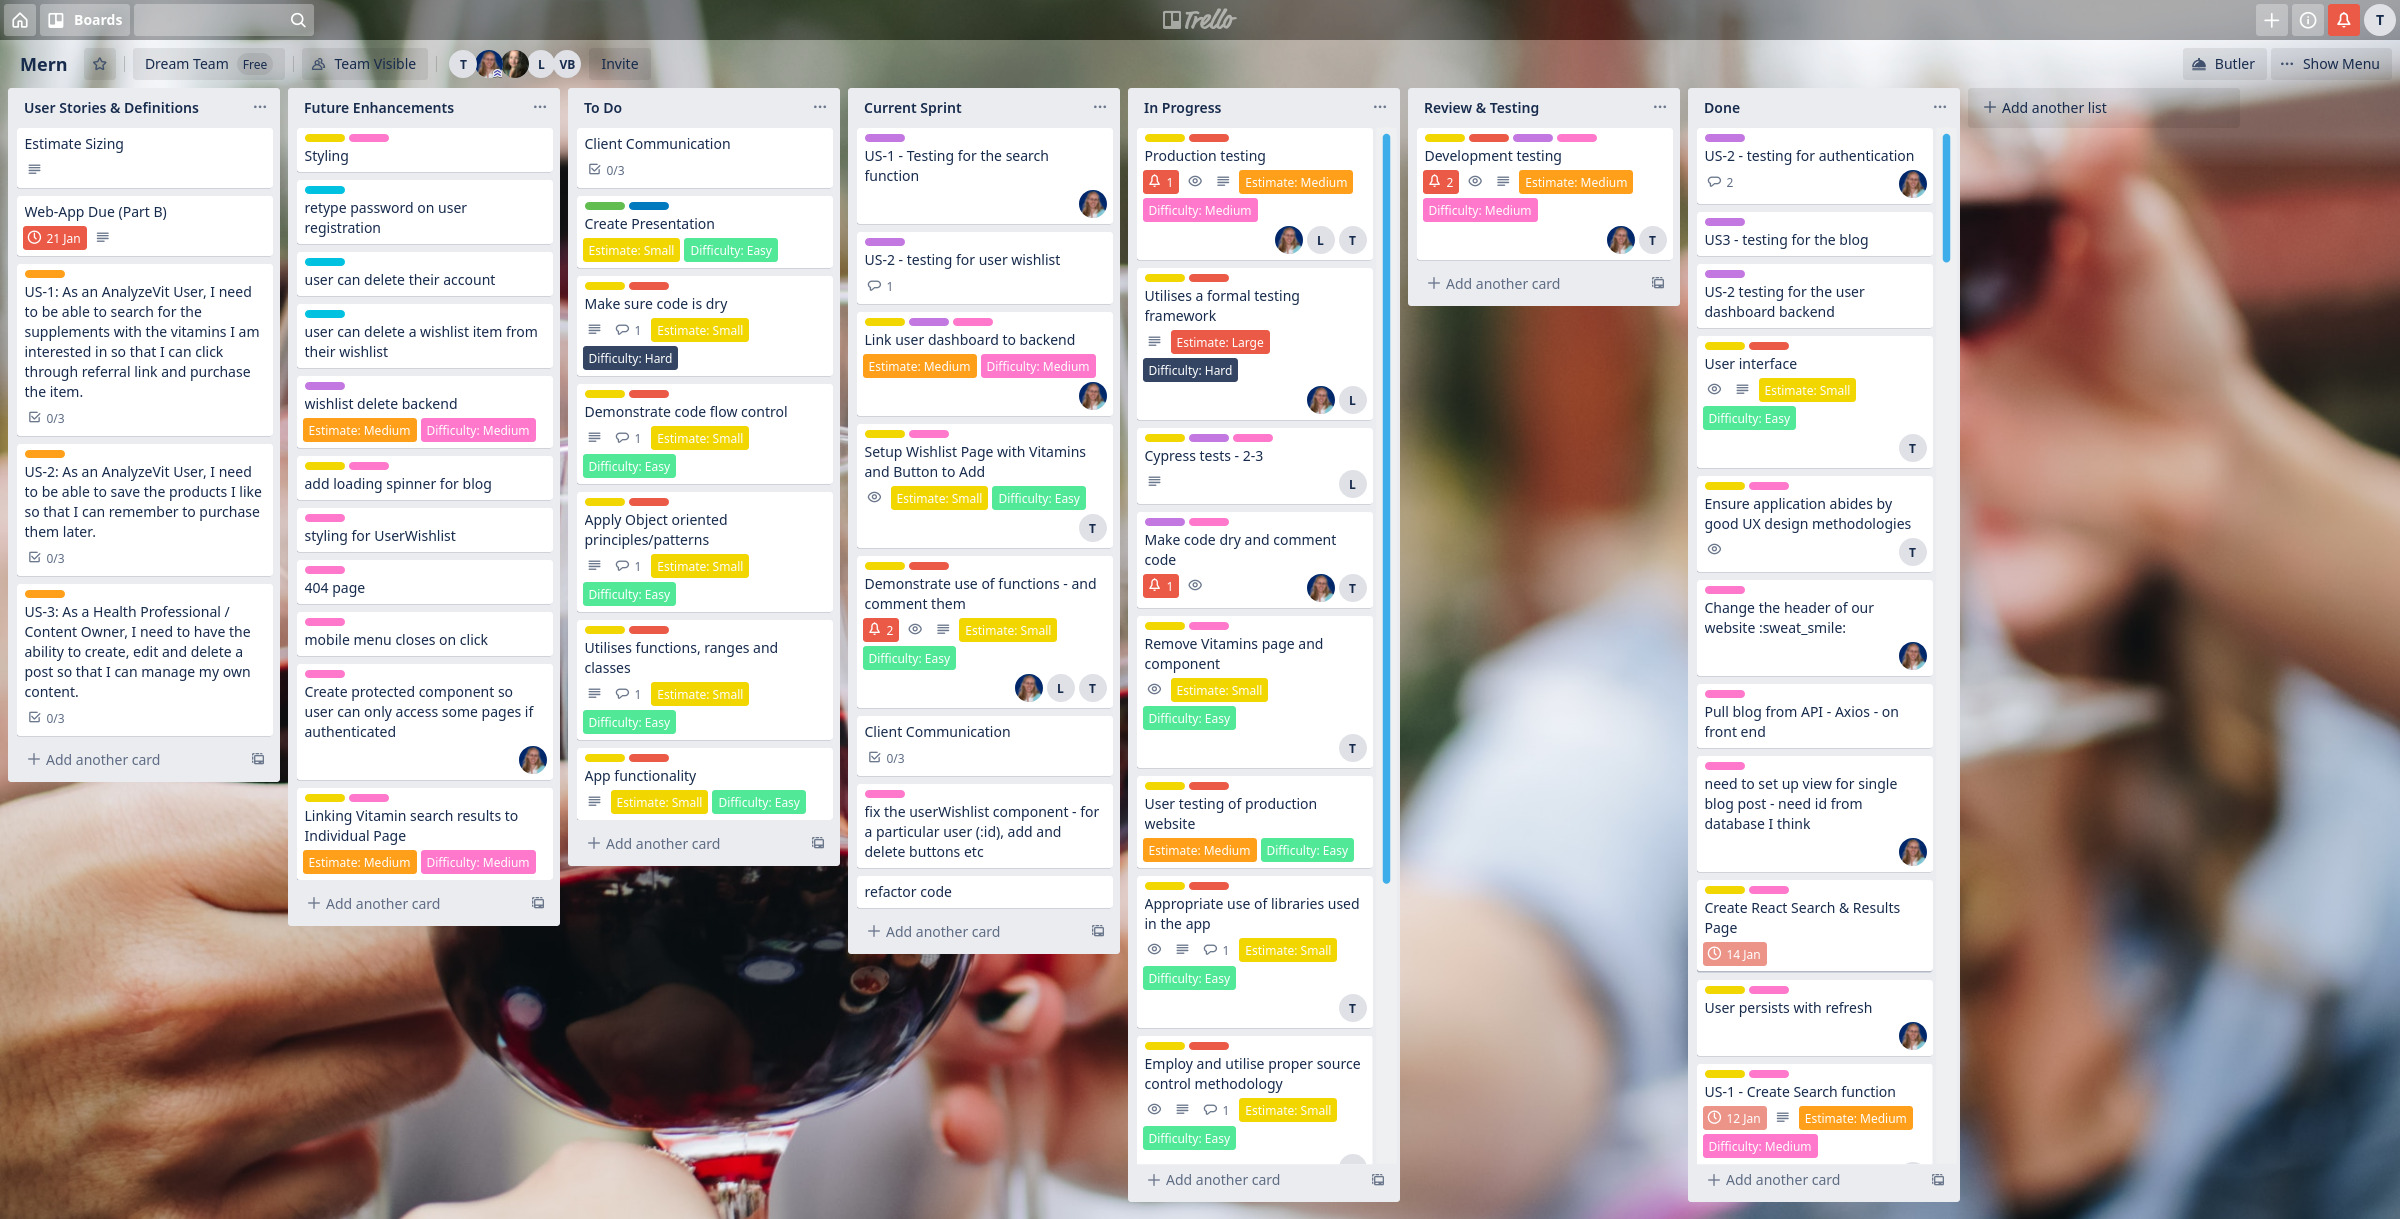 Boards
Trello
T
Mern
Dream Team Free
Team Visible
T L VB
Invite
Butler
Show Menu
User Stories & Definitions
Estimate Sizing
Web-App Due (Part B)
21 Jan
US-1: As an AnalyzeVit User, I need
to be able to search for the
supplements with the vitamins I am
interested in so that I can click
through referral link and purchase
the item.
0/3
US-2: As an AnalyzeVit User, I need
to be able to save the products I like
so that I can remember to purchase
them later.
0/3
US-3: As a Health Professional /
Content Owner, I need to have the
ability to create, edit and delete a
post so that I can manage my own
content.
0/3
Add another card
Future Enhancements
Styling
retype password on user
registration
user can delete their account
user can delete a wishlist item from
their wishlist
wishlist delete backend
Estimate: Medium Difficulty: Medium
add loading spinner for blog
styling for UserWishlist
404 page
mobile menu closes on click
Create protected component so
user can only access some pages if
authenticated
Linking Vitamin search results to
Individual Page
Estimate: Medium Difficulty: Medium
Add another card
To Do
Client Communication
0/3
Create Presentation
Estimate: Small Difficulty: Easy
Make sure code is dry
1 Estimate: Small
Difficulty: Hard
Demonstrate code flow control
1 Estimate: Small
Difficulty: Easy
Apply Object oriented
principles/patterns
1 Estimate: Small
Difficulty: Easy
Utilises functions, ranges and
classes
1 Estimate: Small
Difficulty: Easy
App functionality
Estimate: Small Difficulty: Easy
Add another card
Current Sprint
US-1 - Testing for the search
function
US-2 - testing for user wishlist
1
Link user dashboard to backend
Estimate: Medium Difficulty: Medium
Setup Wishlist Page with Vitamins
and Button to Add
Estimate: Small Difficulty: Easy
T
Demonstrate use of functions - and
comment them
2 Estimate: Small
Difficulty: Easy
L T
Client Communication
0/3
fix the userWishlist component - for
a particular user (:id), add and
delete buttons etc
refactor code
Add another card
In Progress
Production testing
1 Estimate: Medium
Difficulty: Medium
L T
Utilises a formal testing
framework
Estimate: Large
Difficulty: Hard
L
Cypress tests - 2-3
L
Make code dry and comment
code
1 T
Remove Vitamins page and
component
Estimate: Small
Difficulty: Easy
T
User testing of production
website
Estimate: Medium Difficulty: Easy
Appropriate use of libraries used
in the app
1 Estimate: Small
Difficulty: Easy
T
Employ and utilise proper source
control methodology
1 Estimate: Small
Difficulty: Easy
Add another card
Review & Testing
Development testing
2 Estimate: Medium
Difficulty: Medium
T
Add another card
Done
US-2 - testing for authentication
2
US3 - testing for the blog
US-2 testing for the user
dashboard backend
User interface
Estimate: Small
Difficulty: Easy
T
Ensure application abides by
good UX design methodologies
T
Change the header of our
website :sweat_smile:
Pull blog from API - Axios - on
front end
need to set up view for single
blog post - need id from
database I think
Create React Search & Results
Page
14 Jan
User persists with refresh
US-1 - Create Search function
12 Jan Estimate: Medium
Difficulty: Medium
Add another card
Add another list